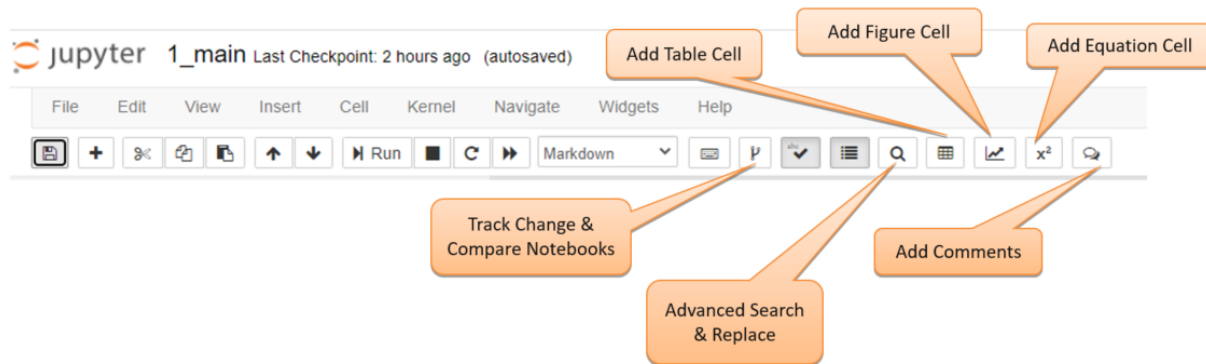 Add Figure Cell
Add Table Cell
Add Equation Cell
jupyter 1_main Last Checkpoint: 2 hours ago (autosaved)
File Edit View Insert Cell Kernel Navigate Widgets Help
Run Markdown abc x²
Track Change &
Compare Notebooks
Add Comments
Advanced Search
& Replace